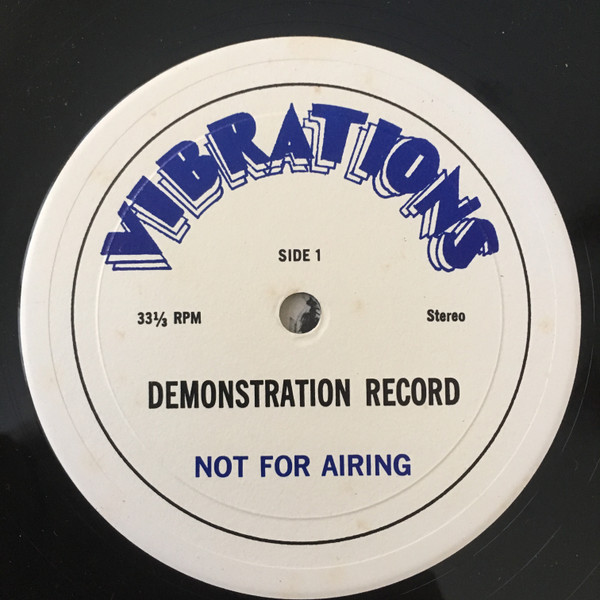 VIBRATIONS
SIDE 1
33⅓ RPM
Stereo
DEMONSTRATION RECORD
NOT FOR AIRING